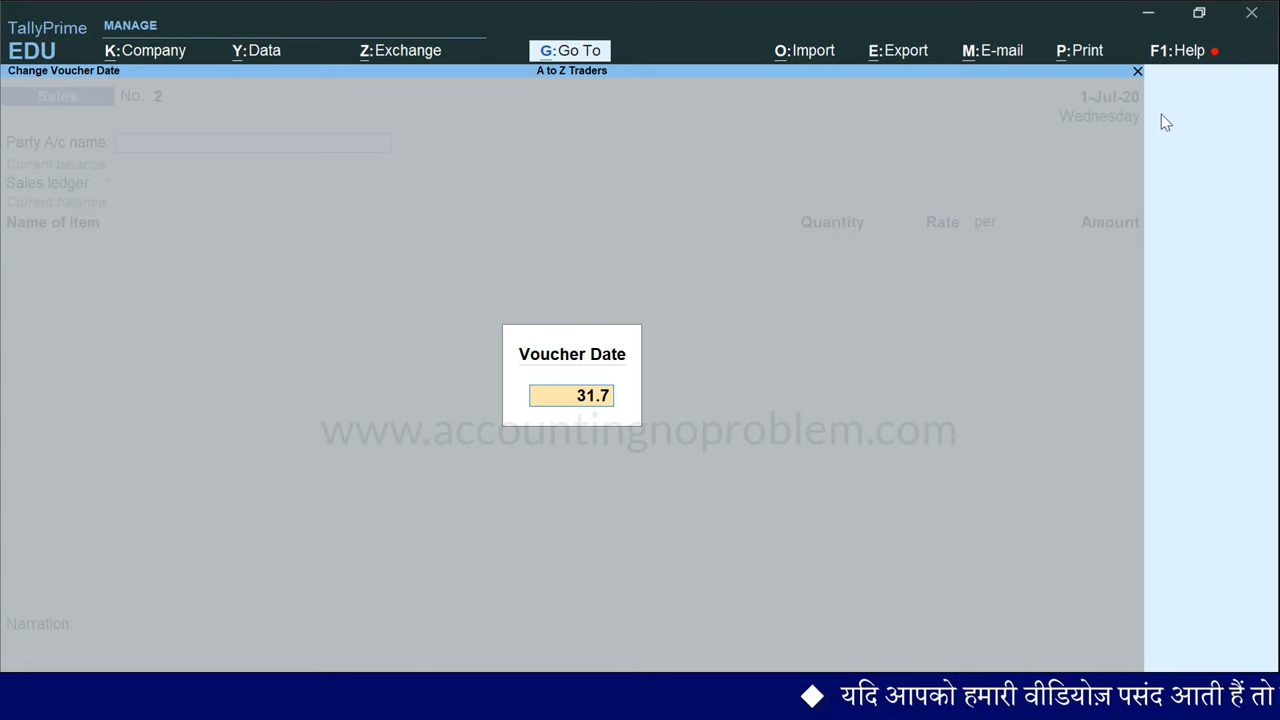 TallyPrime MANAGE
EDU K:Company Y:Data Z:Exchange G:Go To O:Import E:Export M:E-mail P:Print F1:Help
Change Voucher Date A to Z Traders
Sales No. 2 1-Jul-20
Wednesday
Party A/c name:
Current balance:
Sales ledger :
Current balance:
Name of Item Quantity Rate per Amount
Voucher Date
31.7
www.accountingnoproblem.com
Narration:
यदि आपको हमारी वीडियोज़ पसंद आती हैं तो